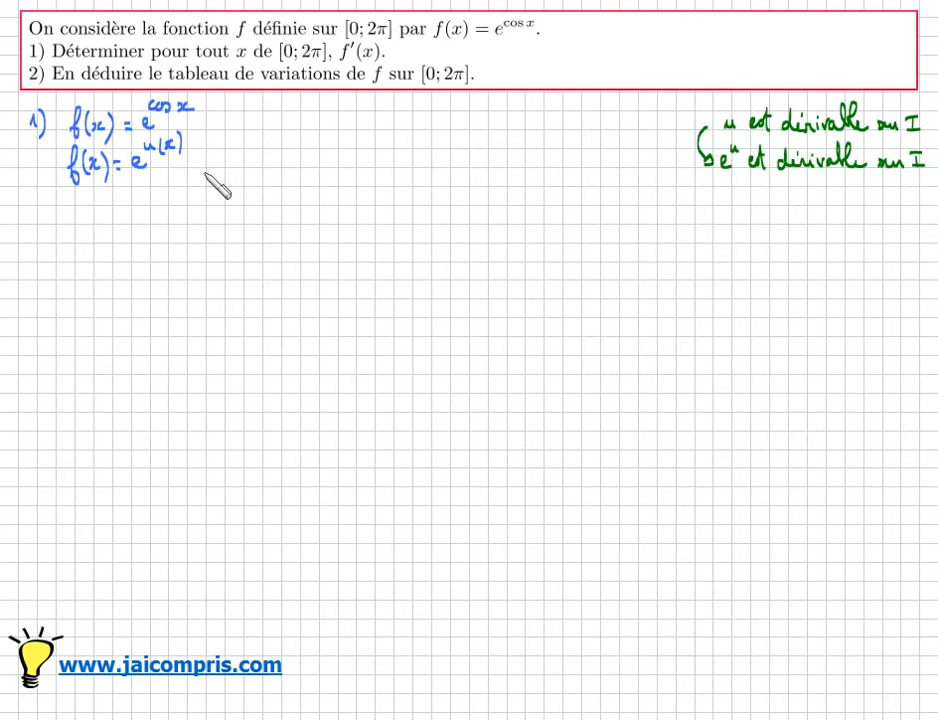 On considère la fonction f définie sur [0; 2π] par f(x) = e^{cos x}.
1) Déterminer pour tout x de [0; 2π], f′(x).
2) En déduire le tableau de variations de f sur [0; 2π].
1) f(x) = e^{cos x}
f(x) = e^{u(x)}
u est dérivable sur I
e^u est dérivable sur I
www.jaicompris.com